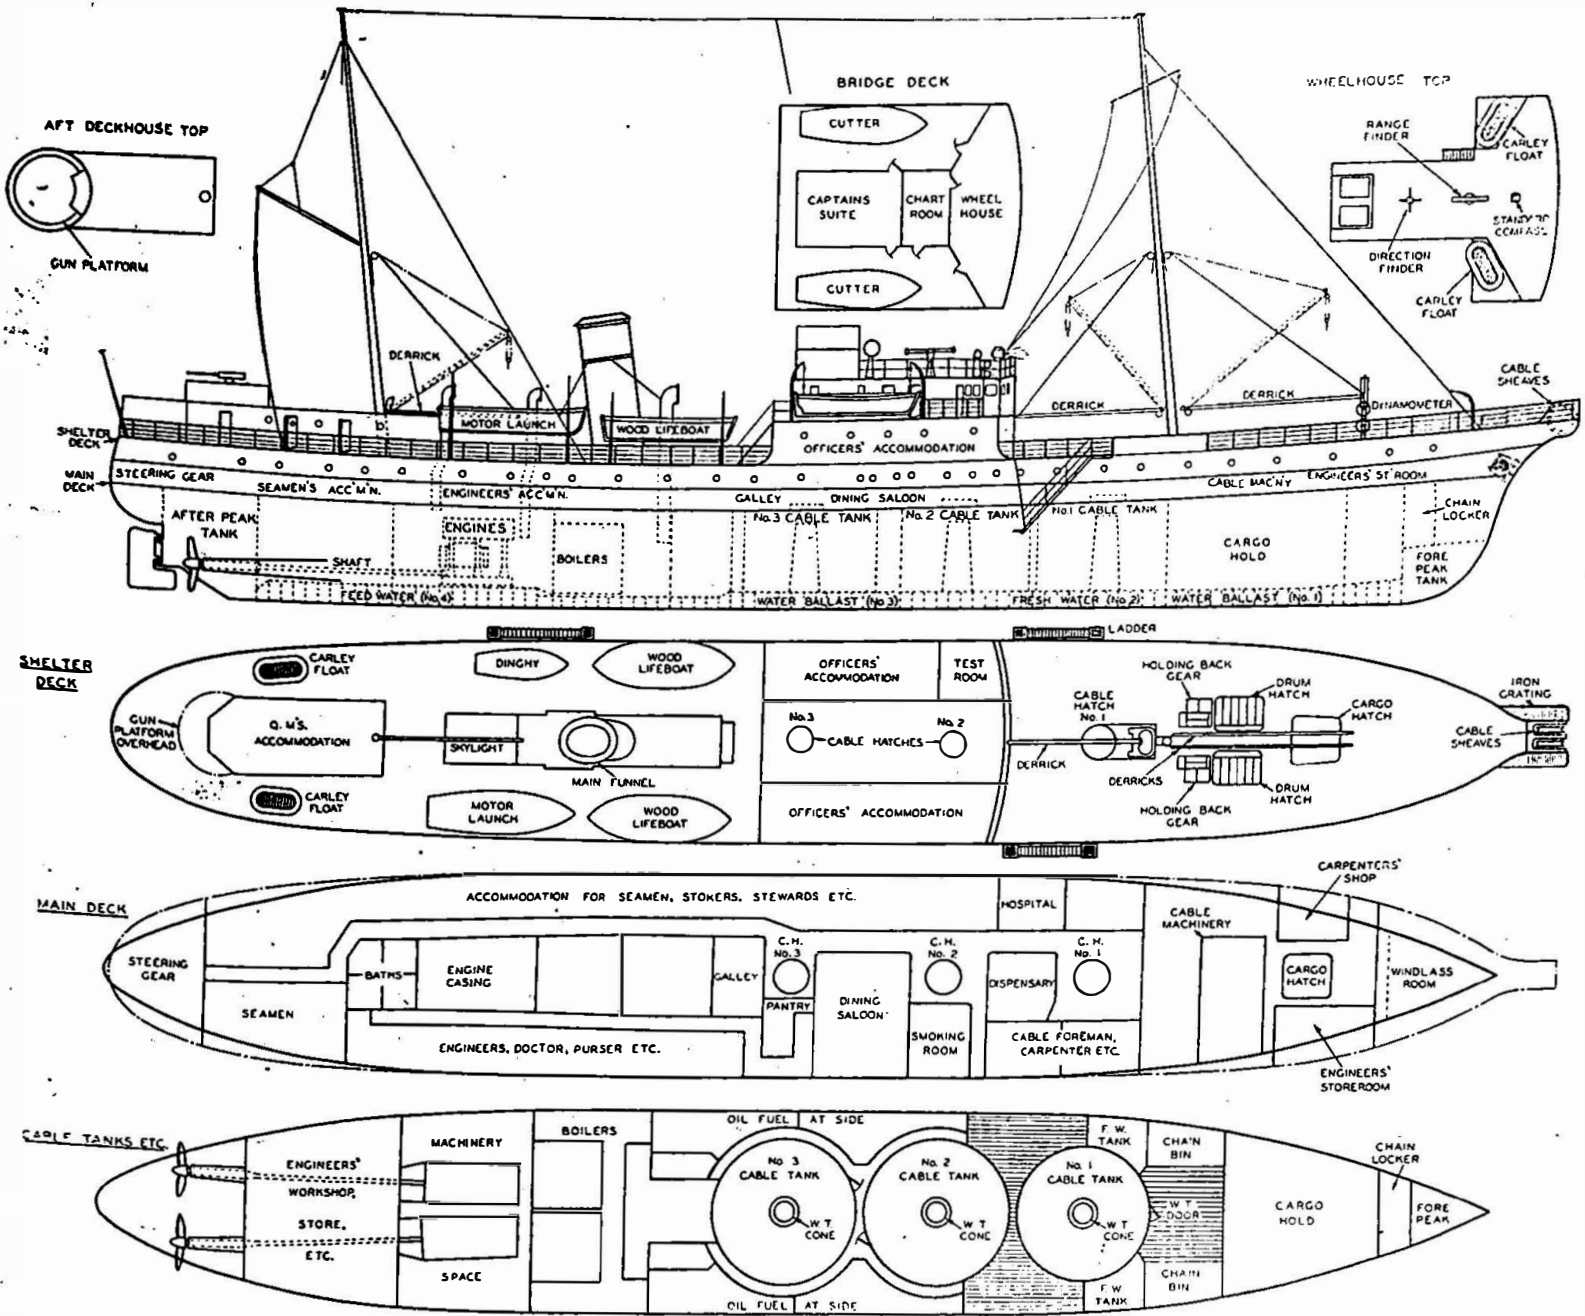 AFT DECKHOUSE TOP
GUN PLATFORM
BRIDGE DECK
CUTTER
CAPTAINS
SUITE
CHART
ROOM
WHEEL
HOUSE
CUTTER
WHEELHOUSE TOP
RANGE
FINDER
CARLEY
FLOAT
STANDARD
COMPASS
DIRECTION
FINDER
CARLEY
FLOAT
DERRICK
MOTOR LAUNCH
WOOD LIFEBOAT
OFFICERS' ACCOMMODATION
DERRICK
DERRICK
DINAMOMETER
CABLE
SHEAVES
SHELTER
DECK
MAIN
DECK
STEERING GEAR
SEAMEN'S ACC'M'N.
ENGINEERS' ACC'M'N.
GALLEY
DINING SALOON
CABLE MAC'NY
ENGINEERS' ST'ROOM
AFTER PEAK
TANK
SHAFT
ENGINES
BOILERS
No.3 CABLE TANK
No.2 CABLE TANK
No.1 CABLE TANK
CARGO
HOLD
CHAIN
LOCKER
FORE
PEAK
TANK
FEED WATER (No.4)
WATER BALLAST (No.3)
FRESH WATER (No.2)
WATER BALLAST (No.1)
SHELTER
DECK
CARLEY
FLOAT
GUN
PLATFORM
OVERHEAD
Q.M'S.
ACCOMMODATION
CARLEY
FLOAT
DINGHY
WOOD
LIFEBOAT
SKYLIGHT
MAIN FUNNEL
MOTOR
LAUNCH
WOOD
LIFEBOAT
OFFICERS'
ACCOMMODATION
TEST
ROOM
No.3
No.2
CABLE HATCHES
OFFICERS' ACCOMMODATION
LADDER
CABLE
HATCH
No.1
DERRICK
DERRICKS
HOLDING BACK
GEAR
DRUM
HATCH
CARGO
HATCH
HOLDING BACK
GEAR
DRUM
HATCH
IRON
GRATING
CABLE
SHEAVES
MAIN DECK
ACCOMMODATION FOR SEAMEN, STOKERS, STEWARDS ETC.
HOSPITAL
CABLE
MACHINERY
CARPENTERS'
SHOP
STEERING
GEAR
SEAMEN
BATHS
ENGINE
CASING
GALLEY
C.H.
No.3
PANTRY
DINING
SALOON
C.H.
No.2
SMOKING
ROOM
DISPENSARY
C.H.
No.1
CABLE FOREMAN,
CARPENTER ETC.
ENGINEERS, DOCTOR, PURSER ETC.
CARGO
HATCH
WINDLASS
ROOM
ENGINEERS'
STOREROOM
CABLE TANKS ETC.
ENGINEERS'
WORKSHOP,
STORE,
ETC.
MACHINERY
SPACE
BOILERS
OIL FUEL AT SIDE
No 3
CABLE TANK
W.T.
CONE
No.2
CABLE TANK
W.T.
CONE
No.1
CABLE TANK
W.T.
CONE
F.W.
TANK
CHAIN
BIN
W.T.
DOOR
F.W.
TANK
CHAIN
BIN
CARGO
HOLD
CHAIN
LOCKER
FORE
PEAK
OIL FUEL AT SIDE